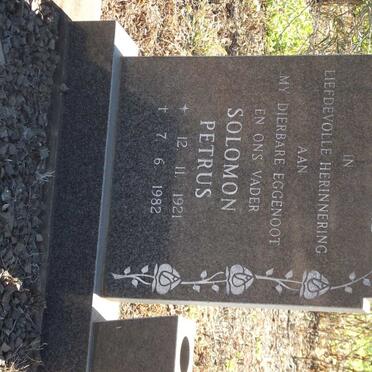 IN
LIEFDEVOLLE HERINNERING
AAN
MY DIERBARE EGGENOOT
EN ONS VADER
SOLOMON
PETRUS
✶ 12. 11. 1921
✝ 7. 6. 1982